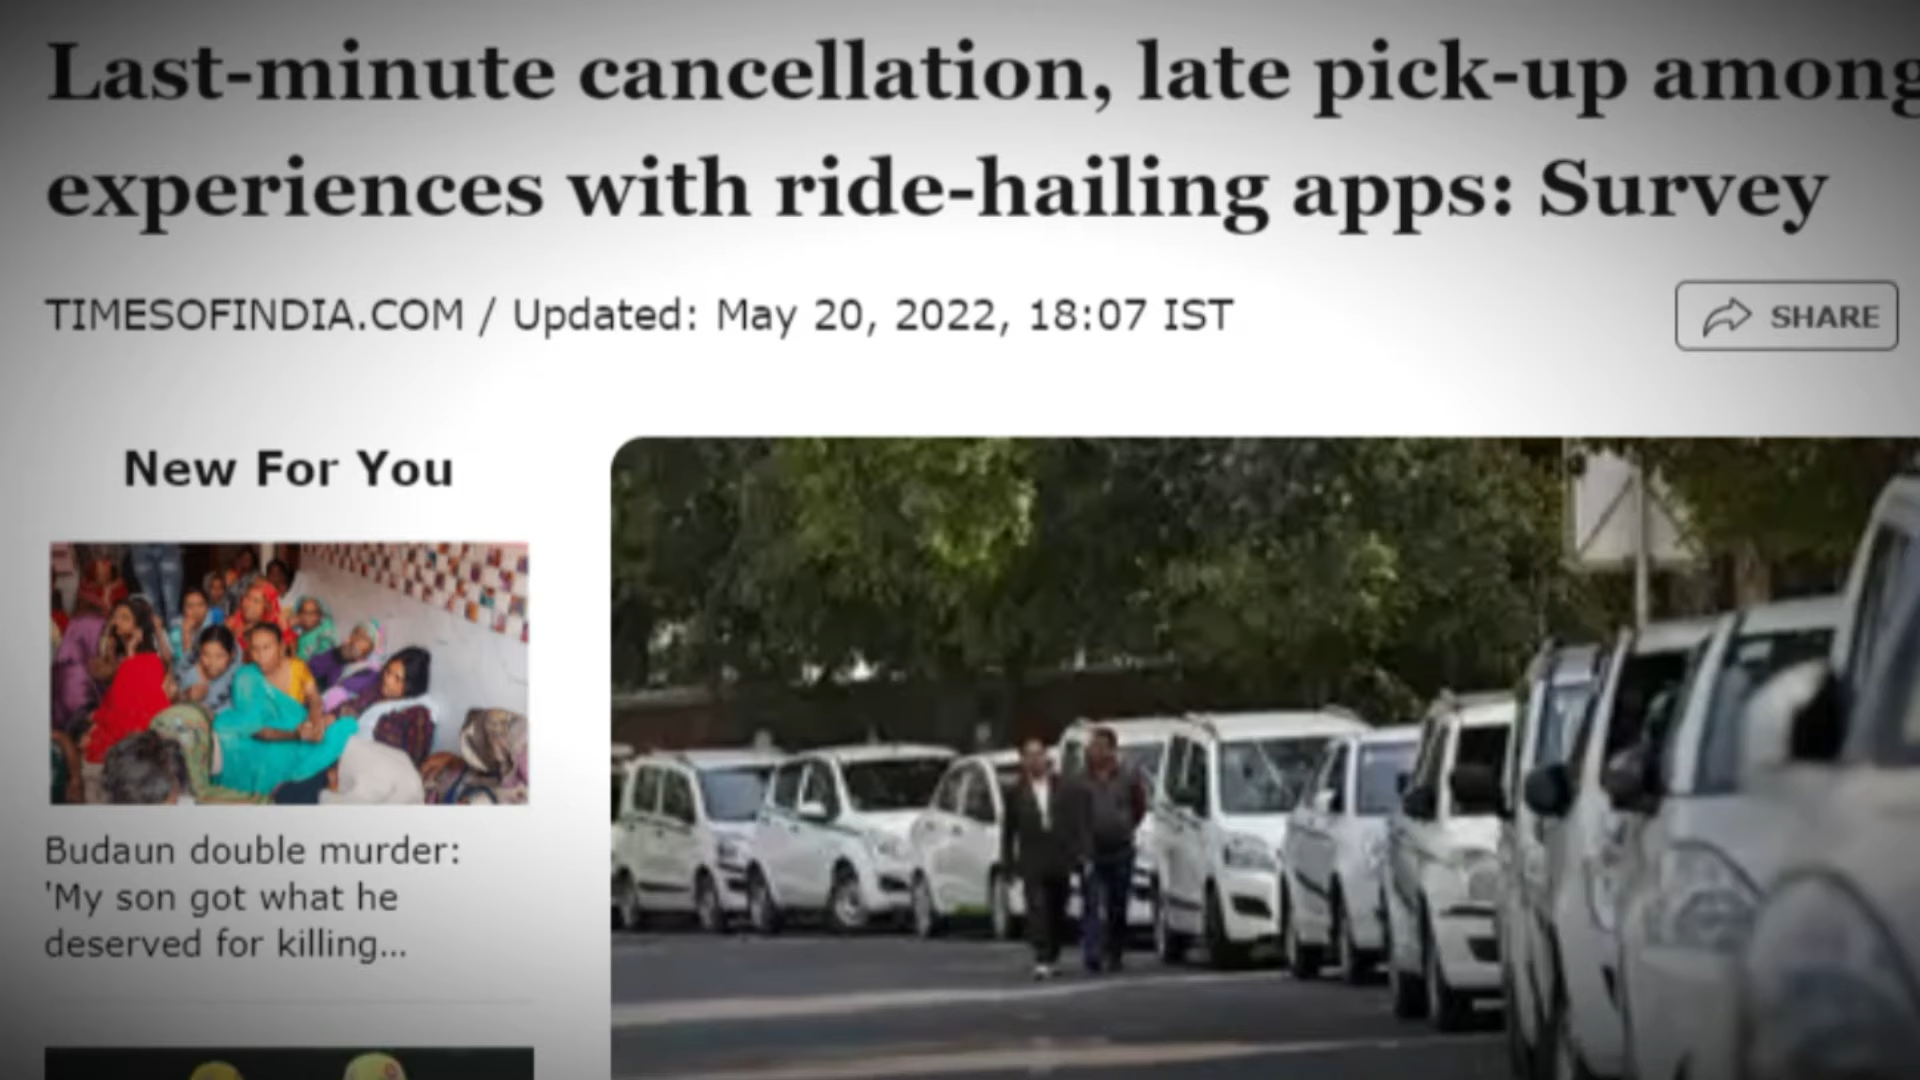 Last-minute cancellation, late pick-up among
experiences with ride-hailing apps: Survey
TIMESOFINDIA.COM / Updated: May 20, 2022, 18:07 IST
SHARE
New For You
Budaun double murder:
'My son got what he
deserved for killing...